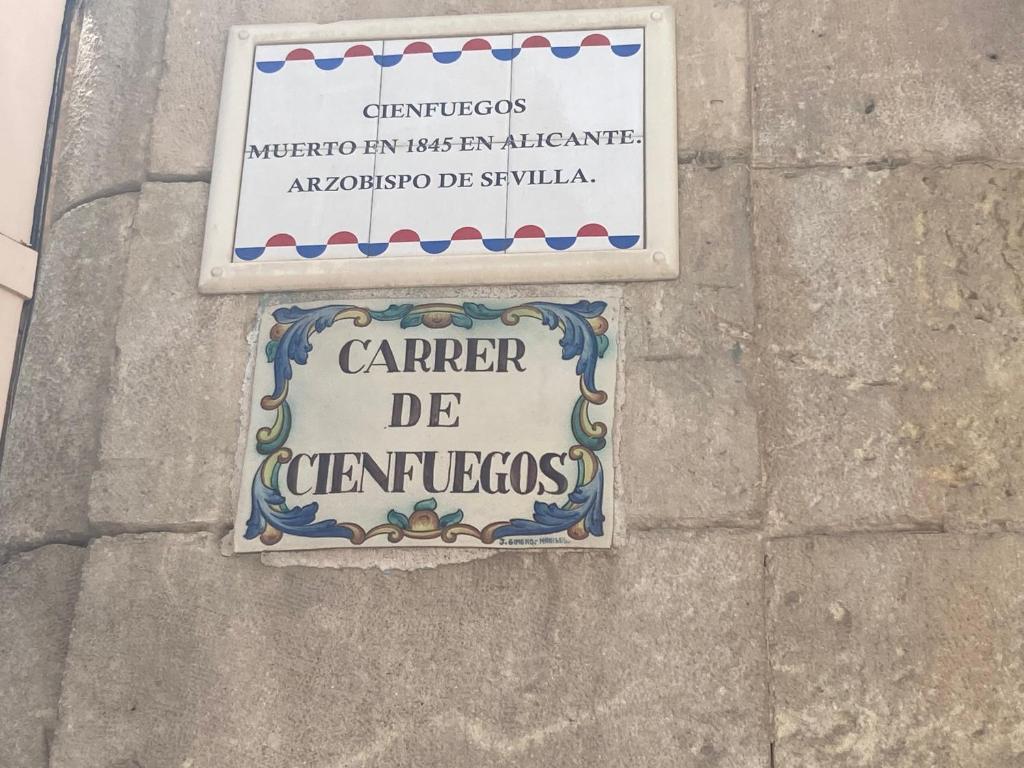 CIENFUEGOS
MUERTO EN 1845 EN ALICANTE.
ARZOBISPO DE SEVILLA.
CARRER
DE
CIENFUEGOS